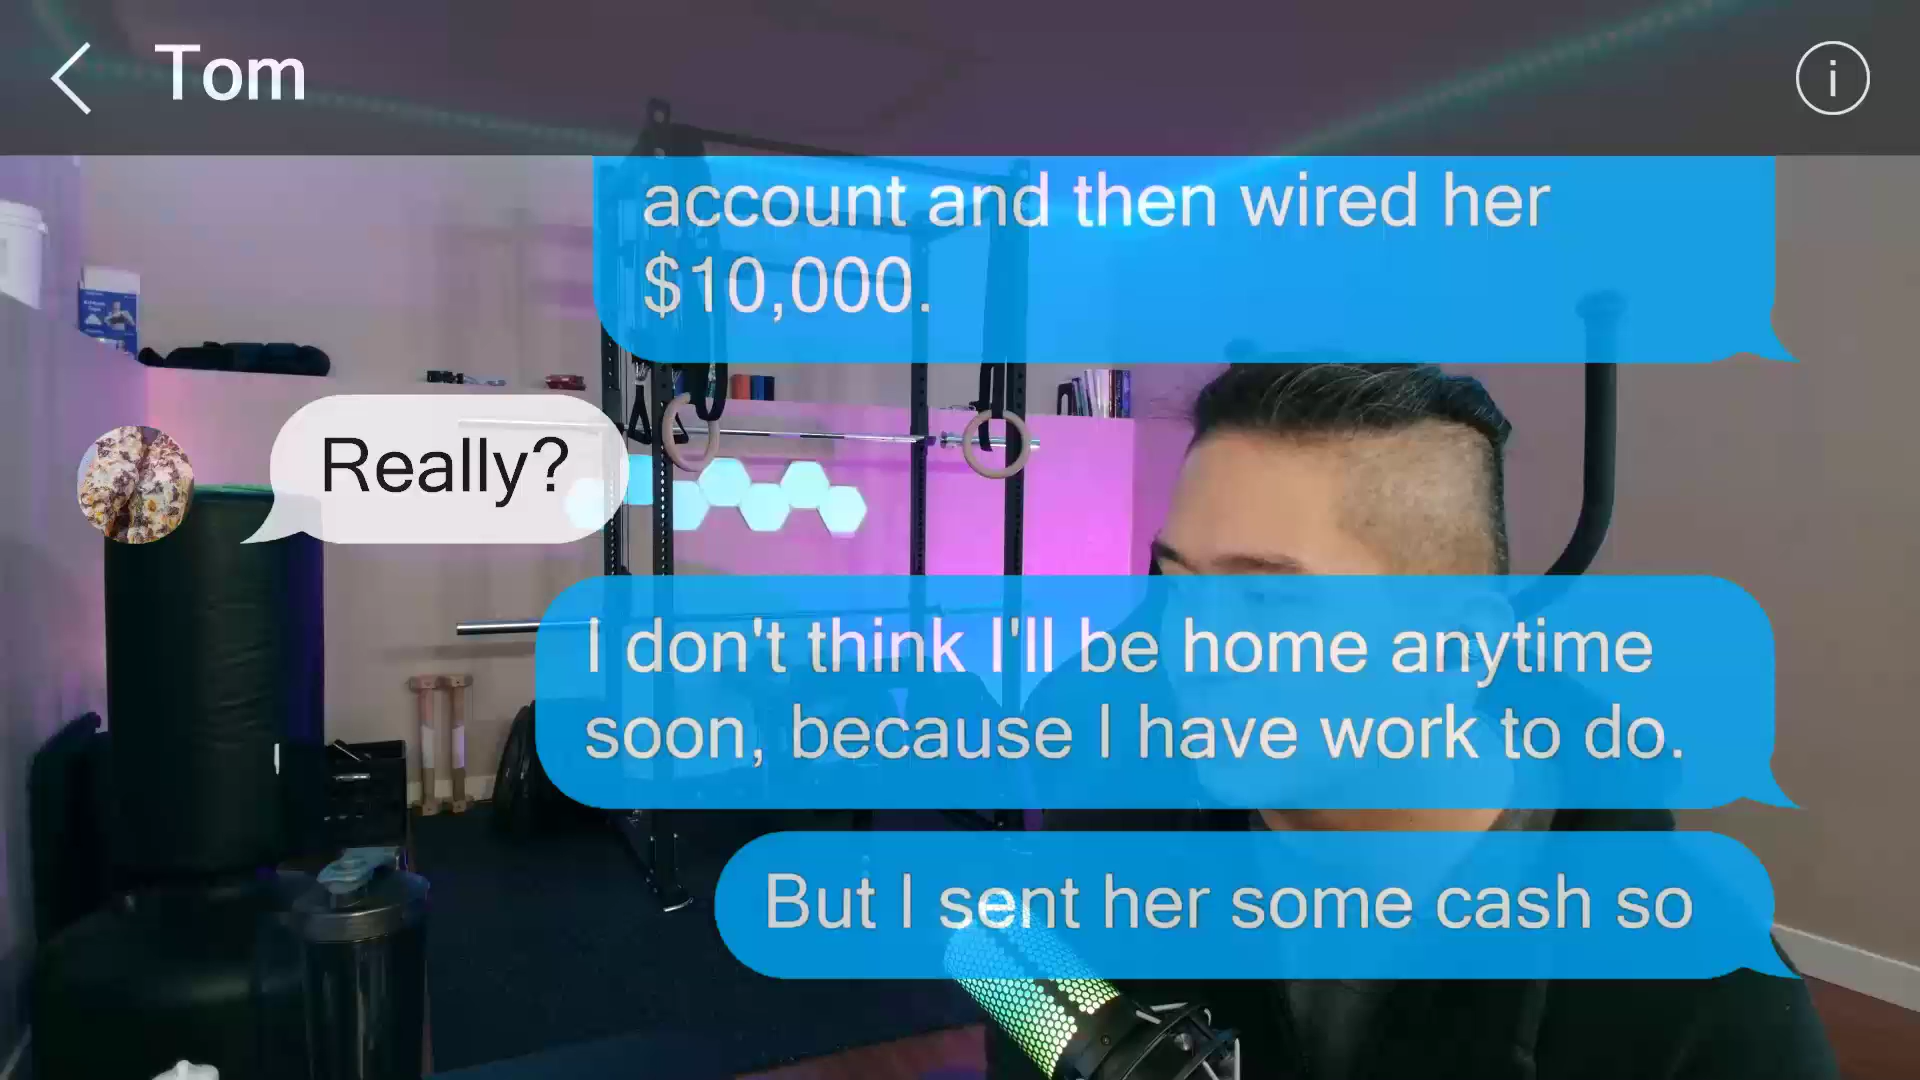 Tom
account and then wired her
$10,000.
Really?
I don't think I'll be home anytime
soon, because I have work to do.
But I sent her some cash so